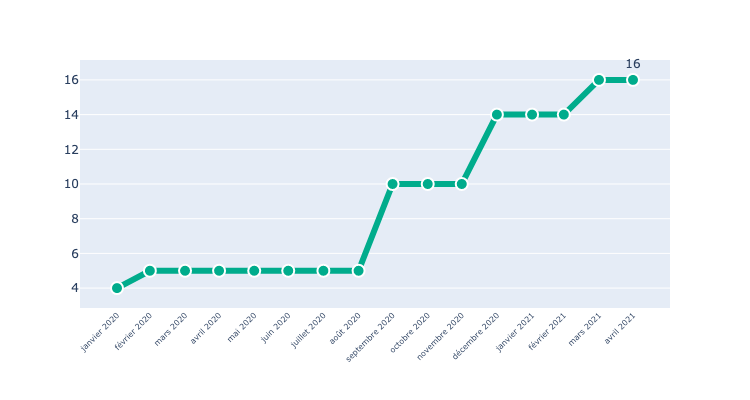 16
16
14
12
10
8
6
4
janvier 2020
février 2020
mars 2020
avril 2020
mai 2020
juin 2020
juillet 2020
août 2020
septembre 2020
octobre 2020
novembre 2020
décembre 2020
janvier 2021
février 2021
mars 2021
avril 2021